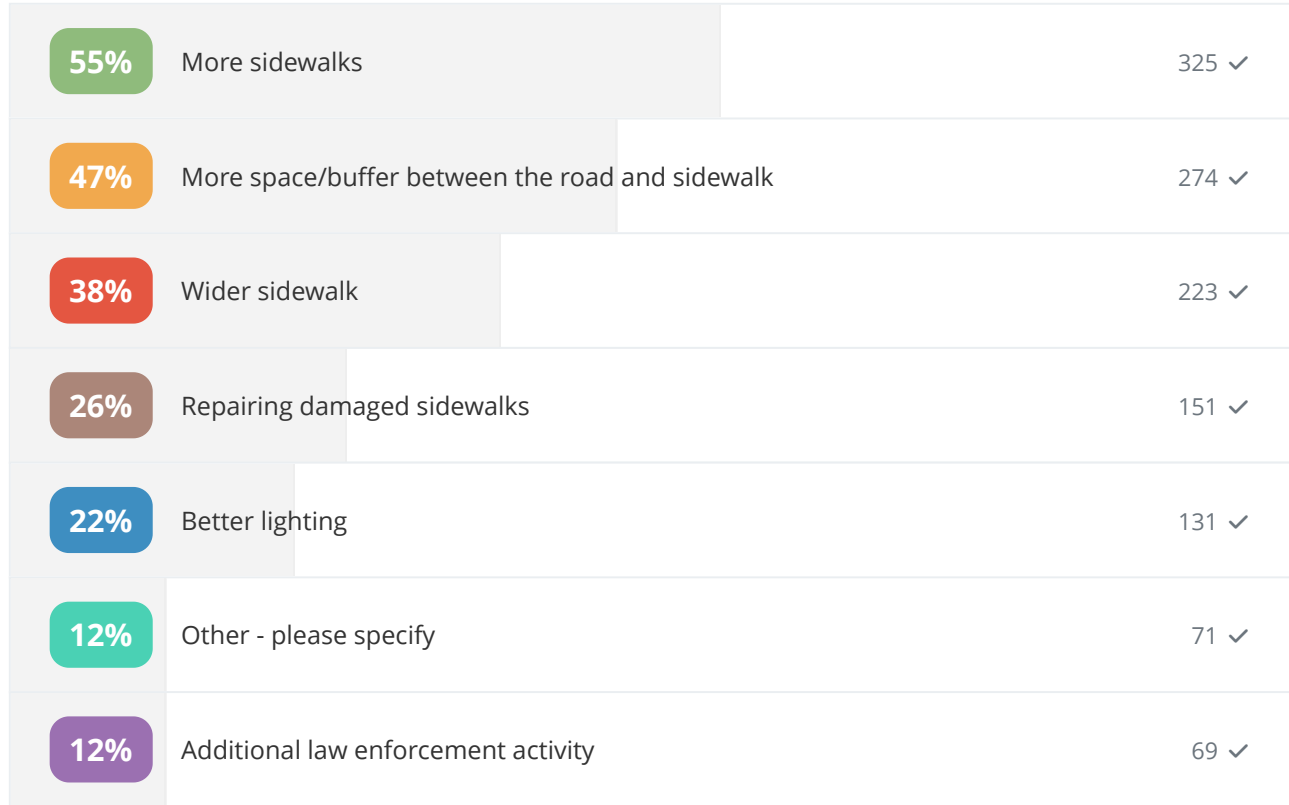 55% More sidewalks 325
47% More space/buffer between the road and sidewalk 274
38% Wider sidewalk 223
26% Repairing damaged sidewalks 151
22% Better lighting 131
12% Other - please specify 71
12% Additional law enforcement activity 69